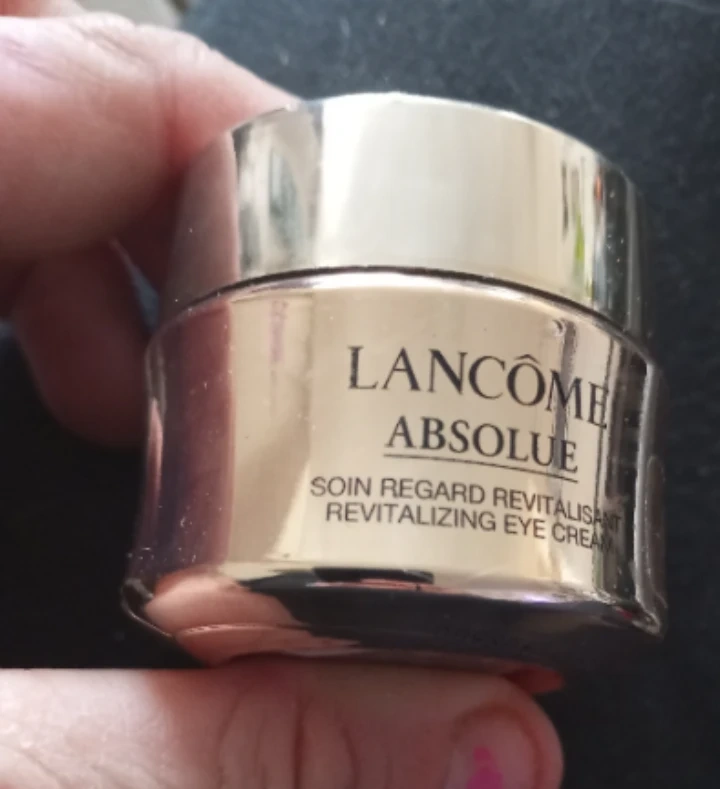 LANCÔME
ABSOLUE
SOIN REGARD REVITALISANT
REVITALIZING EYE CREAM